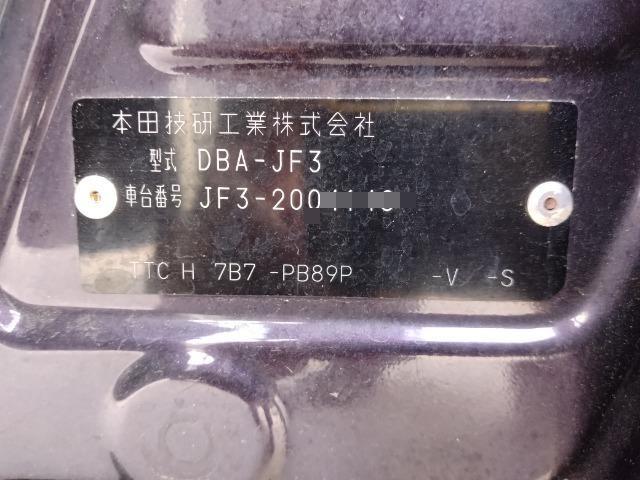 本田技研工業株式会社
型式 DBA-JF3
車台番号 JF3-200
TTC H 7B7 -PB89P -V -S